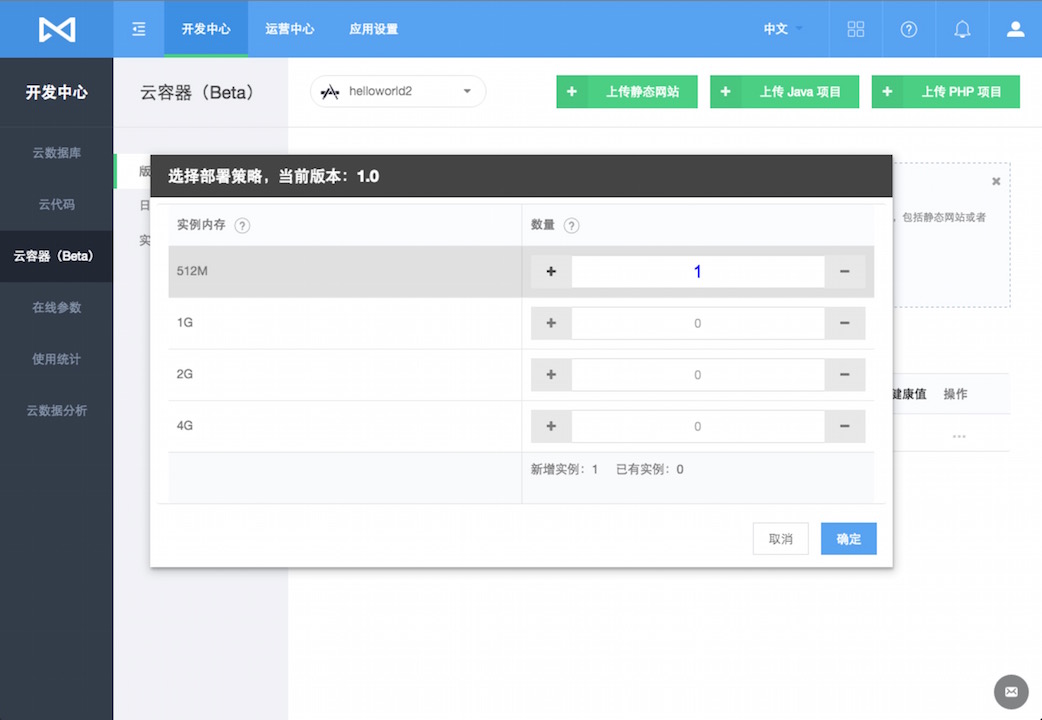 开发中心 运营中心 应用设置 中文
开发中心 云容器（Beta） helloworld2 上传静态网站 上传 Java 项目 上传 PHP 项目
云数据库
云代码
云容器（Beta）
在线参数
使用统计
云数据分析
版
日
实
选择部署策略，当前版本：1.0
实例内存 数量
512M 1
1G 0
2G 0
4G 0
新增实例：1 已有实例：0
取消 确定
，包括静态网站或者
健康值 操作